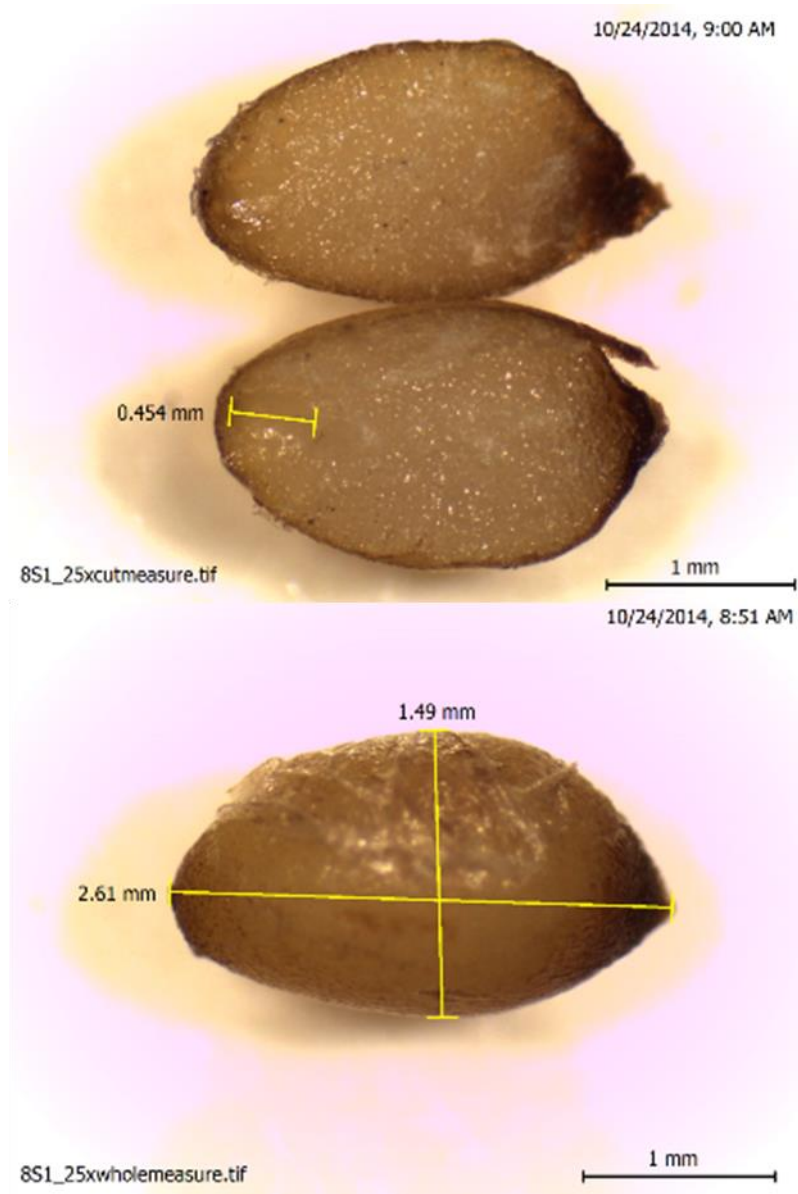 10/24/2014, 9:00 AM
0.454 mm
8S1_25xcutmeasure.tif
1 mm
10/24/2014, 8:51 AM
1.49 mm
2.61 mm
8S1_25xwholemeasure.tif
1 mm